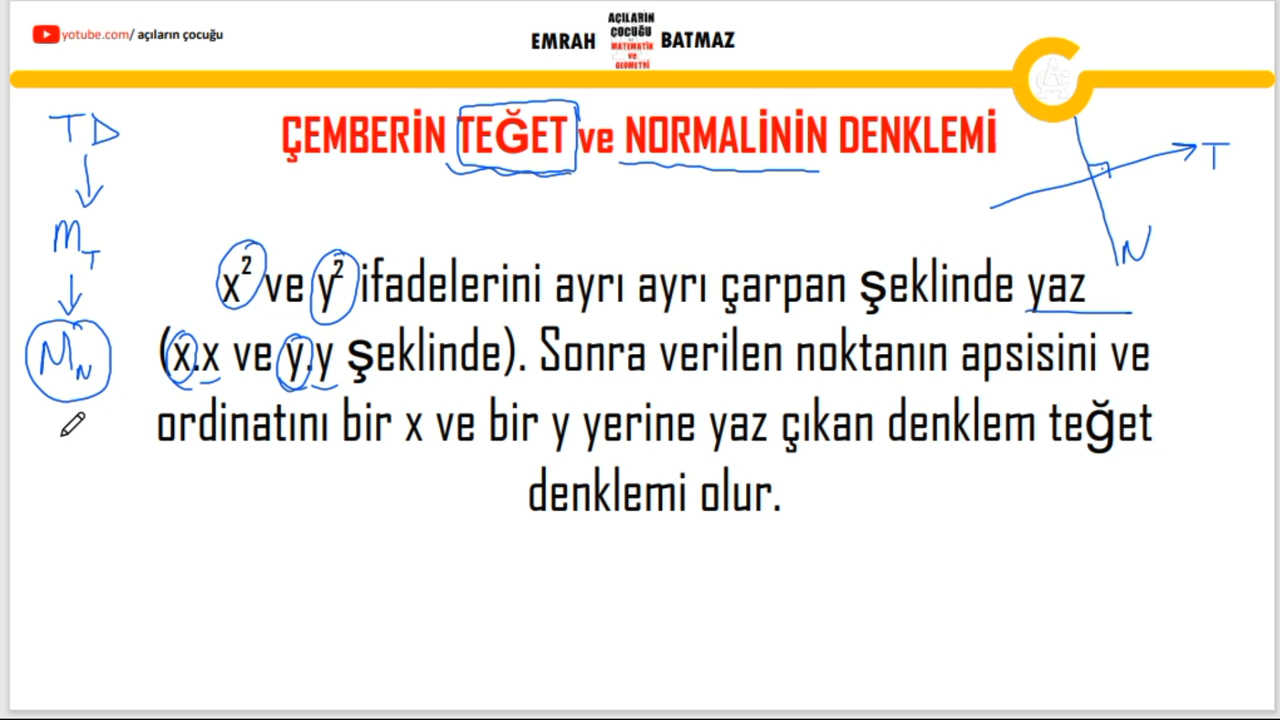 yotube.com/ açıların çocuğu
EMRAH
AÇILARIN
ÇOCUĞU
MATEMATİK
ve
GEOMETRİ
BATMAZ
TD
ÇEMBERİN TEĞET ve NORMALİNİN DENKLEMİ
T
M_T
N
x² ve y² ifadelerini ayrı ayrı çarpan şeklinde yaz
M_N
(x.x ve y.y şeklinde). Sonra verilen noktanın apsisini ve
ordinatını bir x ve bir y yerine yaz çıkan denklem teğet
denklemi olur.